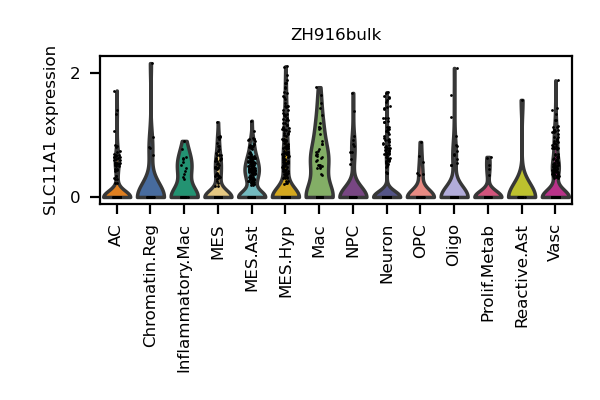 ZH916bulk
SLC11A1 expression
2
0
AC
Chromatin.Reg
Inflammatory.Mac
MES
MES.Ast
MES.Hyp
Mac
NPC
Neuron
OPC
Oligo
Prolif.Metab
Reactive.Ast
Vasc